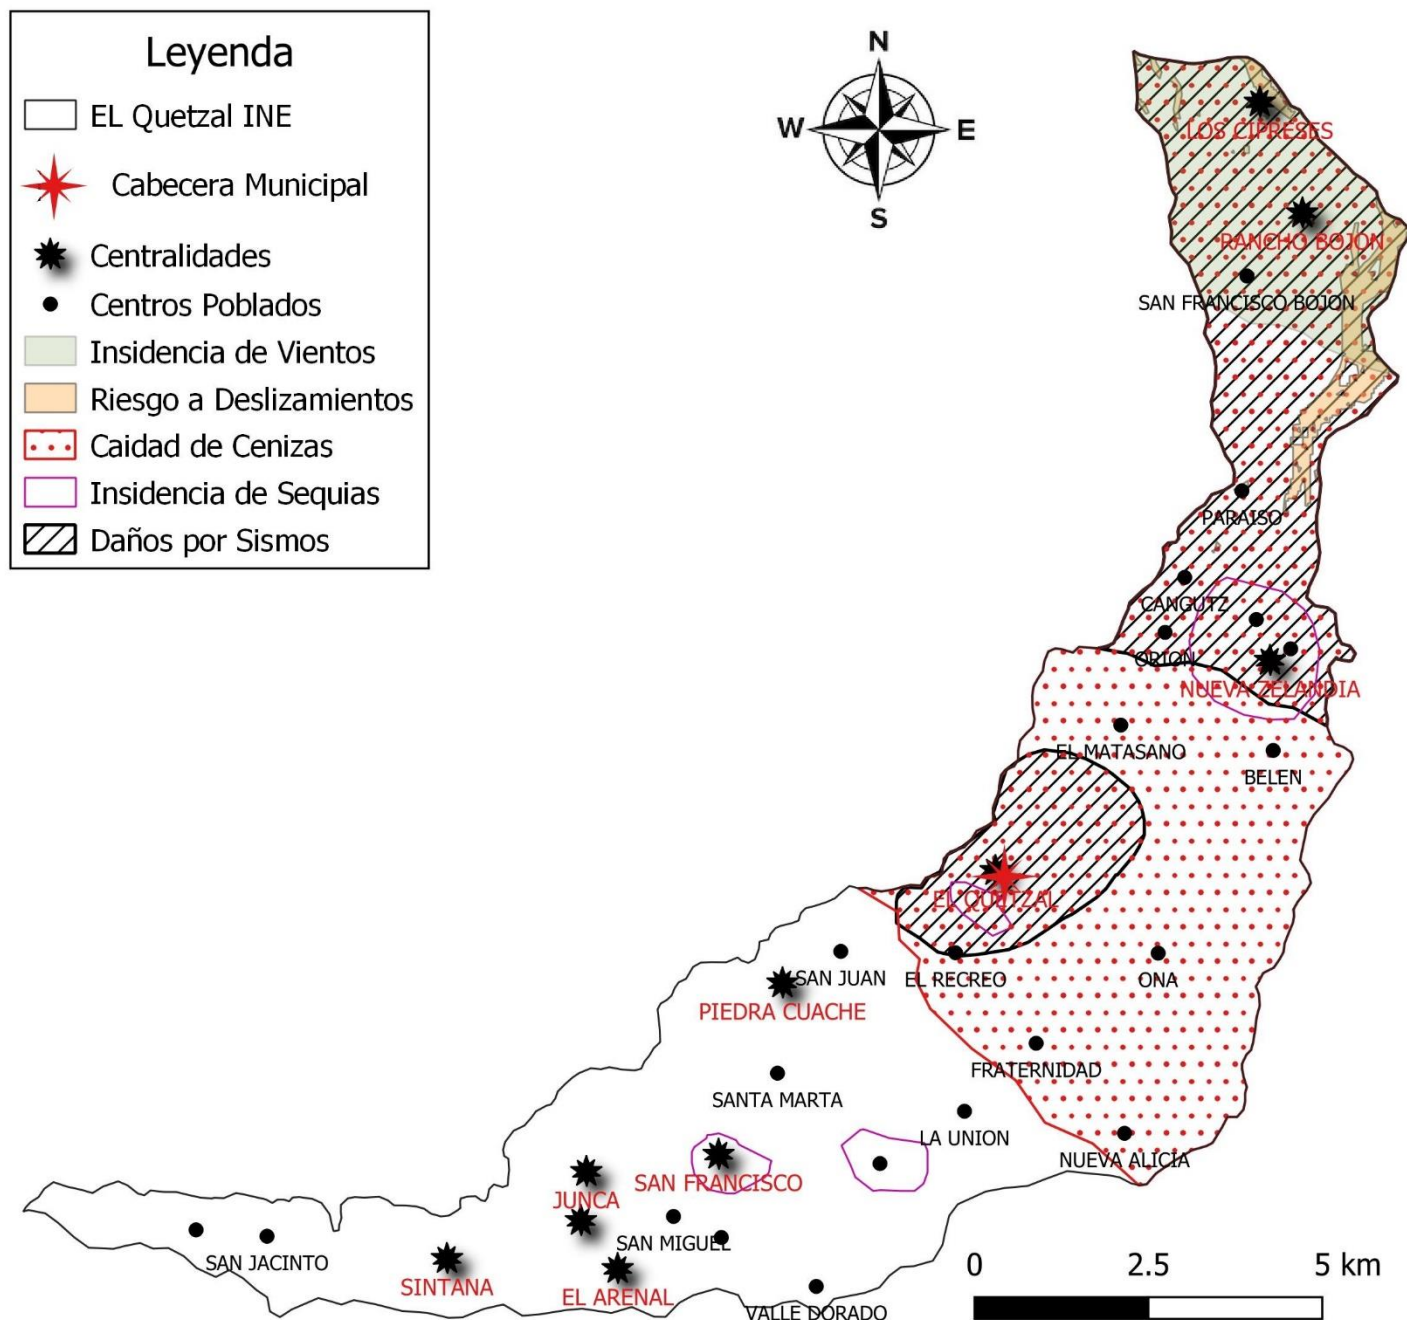 Leyenda
EL Quetzal INE
Cabecera Municipal
Centralidades
Centros Poblados
Insidencia de Vientos
Riesgo a Deslizamientos
Caidad de Cenizas
Insidencia de Sequias
Daños por Sismos
N
W
E
S
LOS CIPRESES
RANCHO BOJON
SAN FRANCISCO BOJON
PARAISO
CANGUTZ
ORION
NUEVA ZELANDIA
EL MATASANO
BELEN
EL QUETZAL
SAN JUAN
EL RECREO
ONA
PIEDRA CUACHE
FRATERNIDAD
SANTA MARTA
LA UNION
NUEVA ALICIA
SAN FRANCISCO
JUNCA
SAN MIGUEL
SAN JACINTO
SINTANA
EL ARENAL
VALLE DORADO
0 2.5 5 km